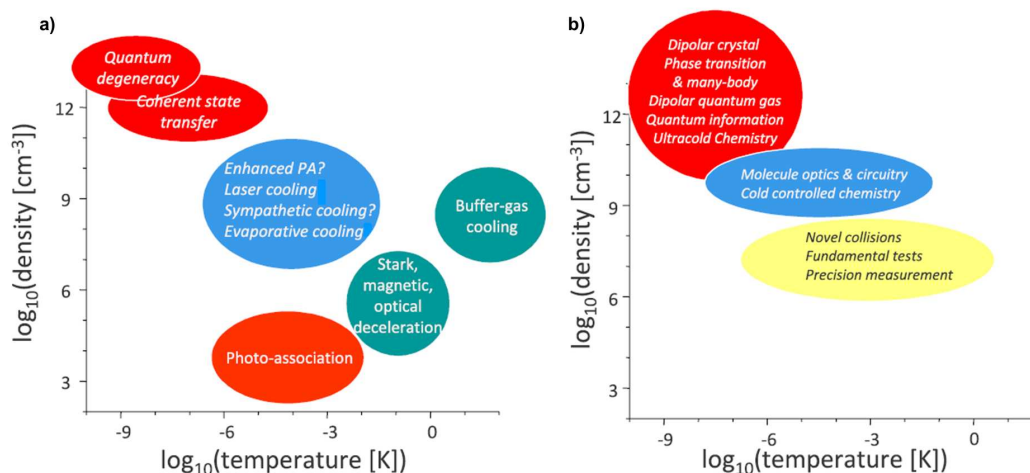 a)
Quantum
degeneracy
Coherent state
transfer
Enhanced PA?
Laser cooling
Sympathetic cooling?
Evaporative cooling
Buffer-gas
cooling
Stark,
magnetic,
optical
deceleration
Photo-association
12
9
6
3
-9
-6
-3
0
log10(density [cm-3])
log10(temperature [K])
b)
Dipolar crystal
Phase transition
& many-body
Dipolar quantum gas
Quantum information
Ultracold Chemistry
Molecule optics & circuitry
Cold controlled chemistry
Novel collisions
Fundamental tests
Precision measurement
12
9
6
3
-9
-6
-3
0
log10(density [cm-3])
log10(temperature [K])